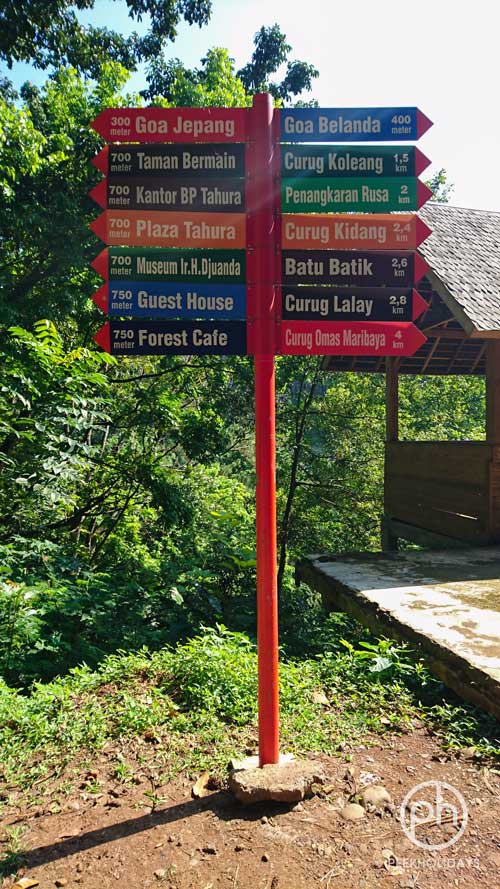 300 meter Goa Jepang
700 meter Taman Bermain
700 meter Kantor BP Tahura
700 meter Plaza Tahura
700 meter Museum Ir.H.Djuanda
750 meter Guest House
750 meter Forest Cafe
Goa Belanda 400 meter
Curug Koleang 1,5 km
Penangkaran Rusa 2 km
Curug Kidang 2,4 km
Batu Batik 2,6 km
Curug Lalay 2,8 km
Curug Omas Maribaya 4 km
ph
PEEKHOLIDAYS